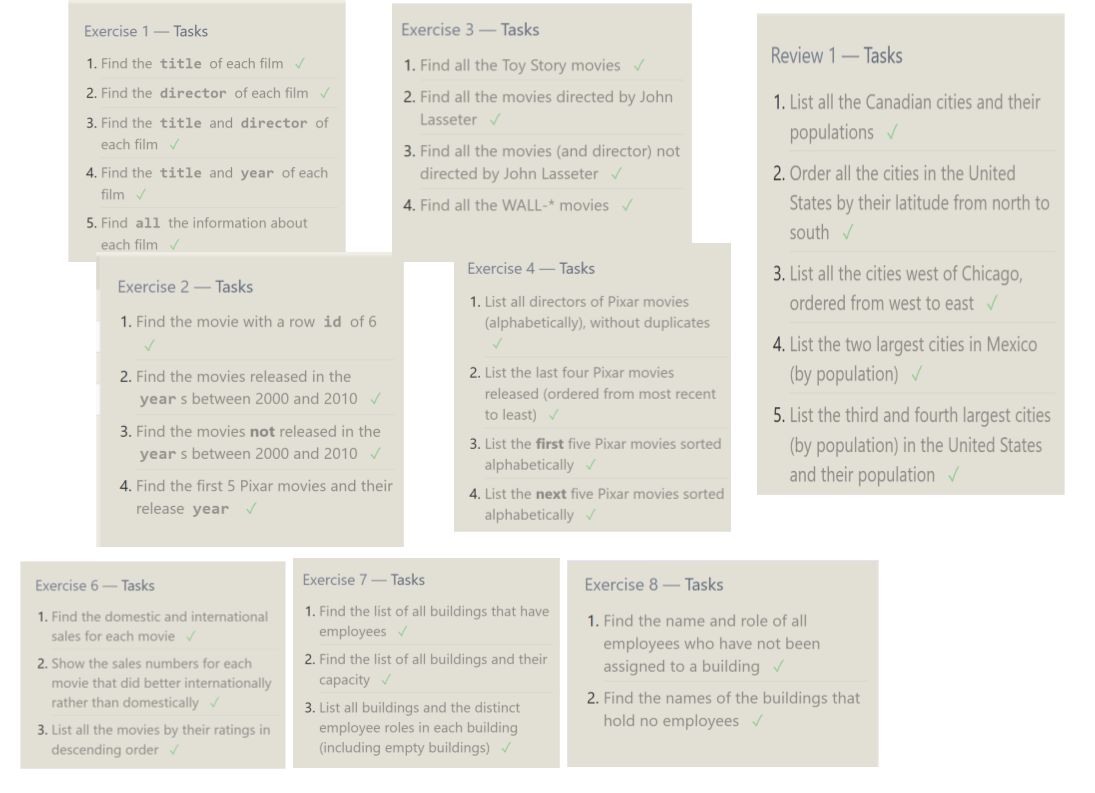 Exercise 1 — Tasks
1. Find the title of each film ✓
2. Find the director of each film ✓
3. Find the title and director of
each film ✓
4. Find the title and year of each
film ✓
5. Find all the information about
each film ✓
Exercise 2 — Tasks
1. Find the movie with a row id of 6
✓
2. Find the movies released in the
year s between 2000 and 2010 ✓
3. Find the movies not released in the
year s between 2000 and 2010 ✓
4. Find the first 5 Pixar movies and their
release year ✓
Exercise 3 — Tasks
1. Find all the Toy Story movies ✓
2. Find all the movies directed by John
Lasseter ✓
3. Find all the movies (and director) not
directed by John Lasseter ✓
4. Find all the WALL-* movies ✓
Exercise 4 — Tasks
1. List all directors of Pixar movies
(alphabetically), without duplicates
✓
2. List the last four Pixar movies
released (ordered from most recent
to least) ✓
3. List the first five Pixar movies sorted
alphabetically ✓
4. List the next five Pixar movies sorted
alphabetically ✓
Review 1 — Tasks
1. List all the Canadian cities and their
populations ✓
2. Order all the cities in the United
States by their latitude from north to
south ✓
3. List all the cities west of Chicago,
ordered from west to east ✓
4. List the two largest cities in Mexico
(by population) ✓
5. List the third and fourth largest cities
(by population) in the United States
and their population ✓
Exercise 6 — Tasks
1. Find the domestic and international
sales for each movie ✓
2. Show the sales numbers for each
movie that did better internationally
rather than domestically ✓
3. List all the movies by their ratings in
descending order ✓
Exercise 7 — Tasks
1. Find the list of all buildings that have
employees ✓
2. Find the list of all buildings and their
capacity ✓
3. List all buildings and the distinct
employee roles in each building
(including empty buildings) ✓
Exercise 8 — Tasks
1. Find the name and role of all
employees who have not been
assigned to a building ✓
2. Find the names of the buildings that
hold no employees ✓